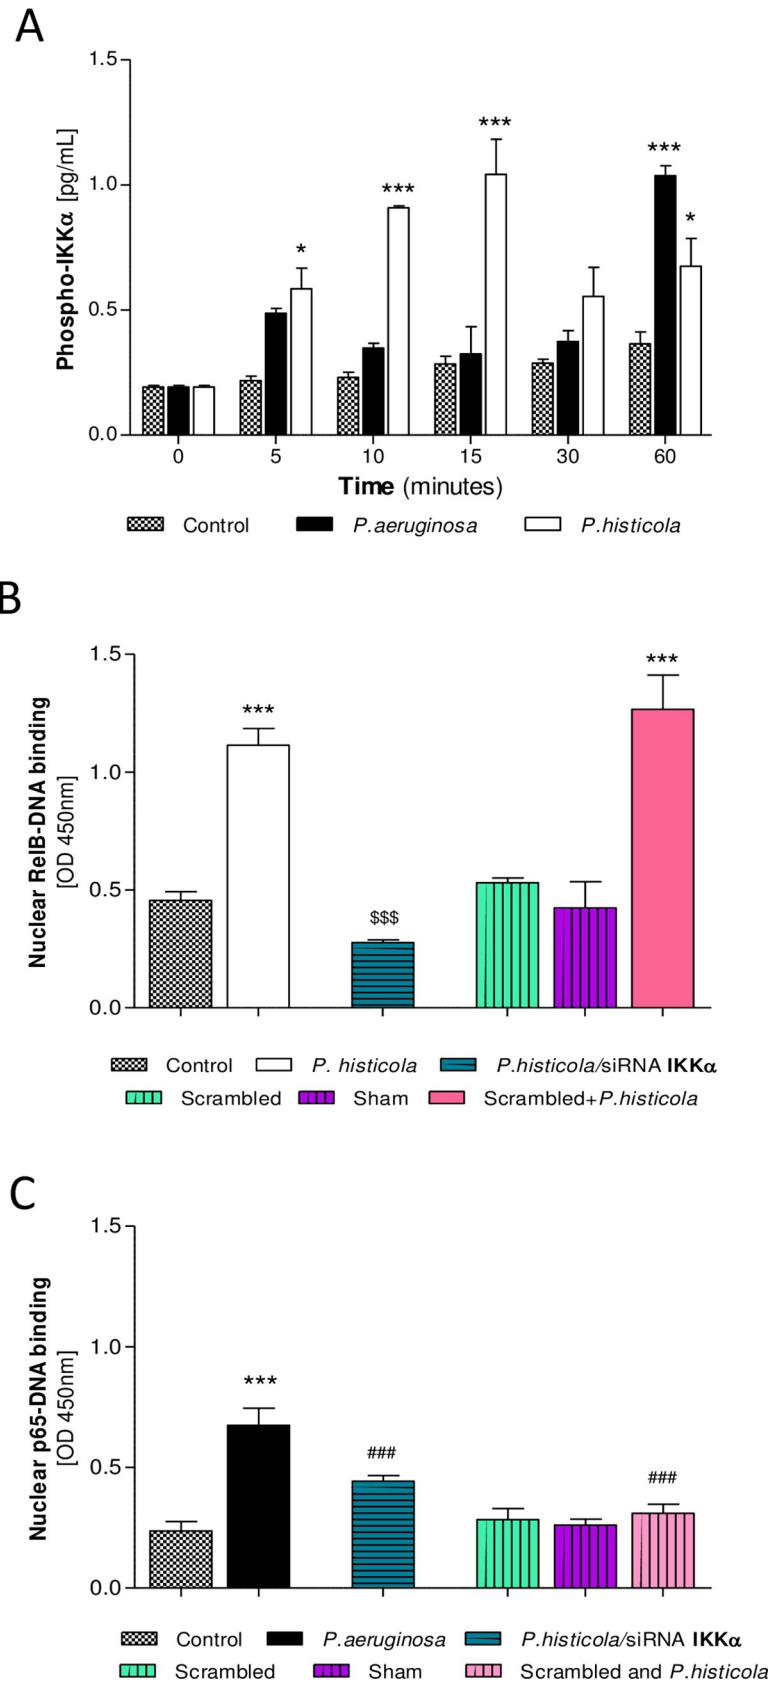 A
1.5
1.0
0.5
0.0
Phospho-IKKα [pg/mL]
*
***
***
***
*
0 5 10 15 30 60
Time (minutes)
Control P.aeruginosa P.histicola
B
1.5
1.0
0.5
0.0
Nuclear RelB-DNA binding
[OD 450nm]
***
$$$
***
Control P. histicola P.histicola/siRNA IKKα
Scrambled Sham Scrambled+P.histicola
C
1.5
1.0
0.5
0.0
Nuclear p65-DNA binding
[OD 450nm]
***
###
###
Control P.aeruginosa P.histicola/siRNA IKKα
Scrambled Sham Scrambled and P.histicola